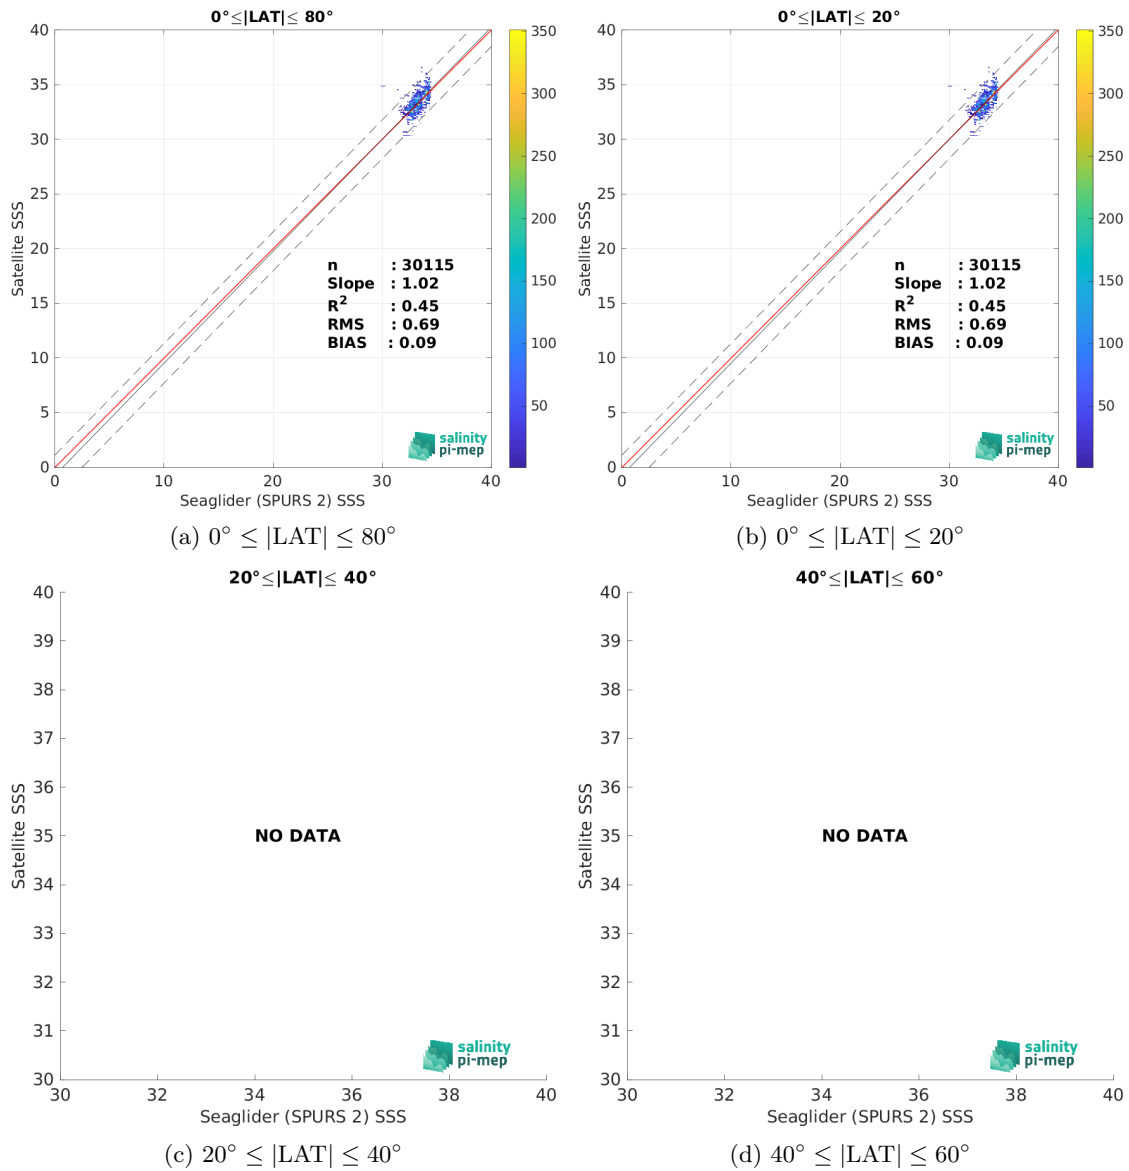 0°≤|LAT|≤ 80°
40
35
30
25
20
15
10
5
0
0
10
20
30
40
350
300
250
200
150
100
50
Satellite SSS
Seaglider (SPURS 2) SSS
n : 30115
Slope : 1.02
R2 : 0.45
RMS : 0.69
BIAS : 0.09
salinity
pi-mep
(a) 0° ≤ |LAT| ≤ 80°
0°≤|LAT|≤ 20°
40
35
30
25
20
15
10
5
0
0
10
20
30
40
350
300
250
200
150
100
50
Satellite SSS
Seaglider (SPURS 2) SSS
n : 30115
Slope : 1.02
R2 : 0.45
RMS : 0.69
BIAS : 0.09
salinity
pi-mep
(b) 0° ≤ |LAT| ≤ 20°
20°≤|LAT|≤ 40°
40
39
38
37
36
35
34
33
32
31
30
30
32
34
36
38
40
Satellite SSS
Seaglider (SPURS 2) SSS
NO DATA
salinity
pi-mep
(c) 20° ≤ |LAT| ≤ 40°
40°≤|LAT|≤ 60°
40
39
38
37
36
35
34
33
32
31
30
30
32
34
36
38
40
Satellite SSS
Seaglider (SPURS 2) SSS
NO DATA
salinity
pi-mep
(d) 40° ≤ |LAT| ≤ 60°